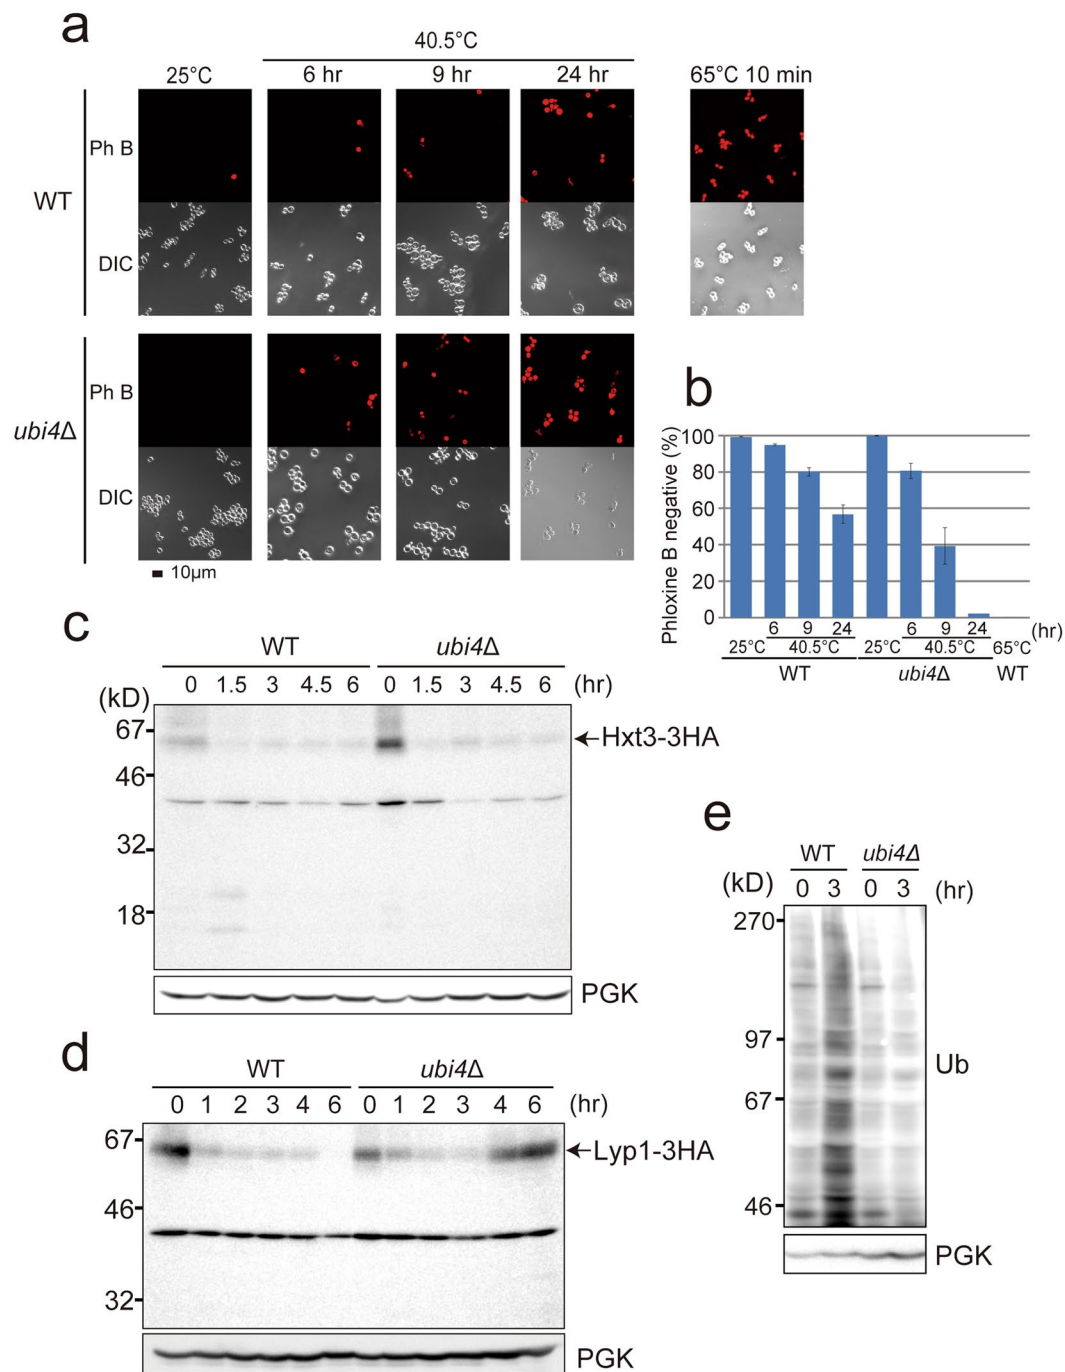 a
40.5°C
25°C 6 hr 9 hr 24 hr 65°C 10 min
Ph B
WT
DIC
Ph B
ubi4Δ
DIC
10μm
b
Phloxine B negative (%)
100
80
60
40
20
0
6 9 24 6 9 24 (hr)
25°C 40.5°C 25°C 40.5°C 65°C
WT ubi4Δ WT
c
WT ubi4Δ
(kD) 0 1.5 3 4.5 6 0 1.5 3 4.5 6 (hr)
67
Hxt3-3HA
46
32
18
PGK
d
WT ubi4Δ
0 1 2 3 4 6 0 1 2 3 4 6 (hr)
67
Lyp1-3HA
46
32
PGK
e
WT ubi4Δ
(kD) 0 3 0 3 (hr)
270
97
Ub
67
46
PGK